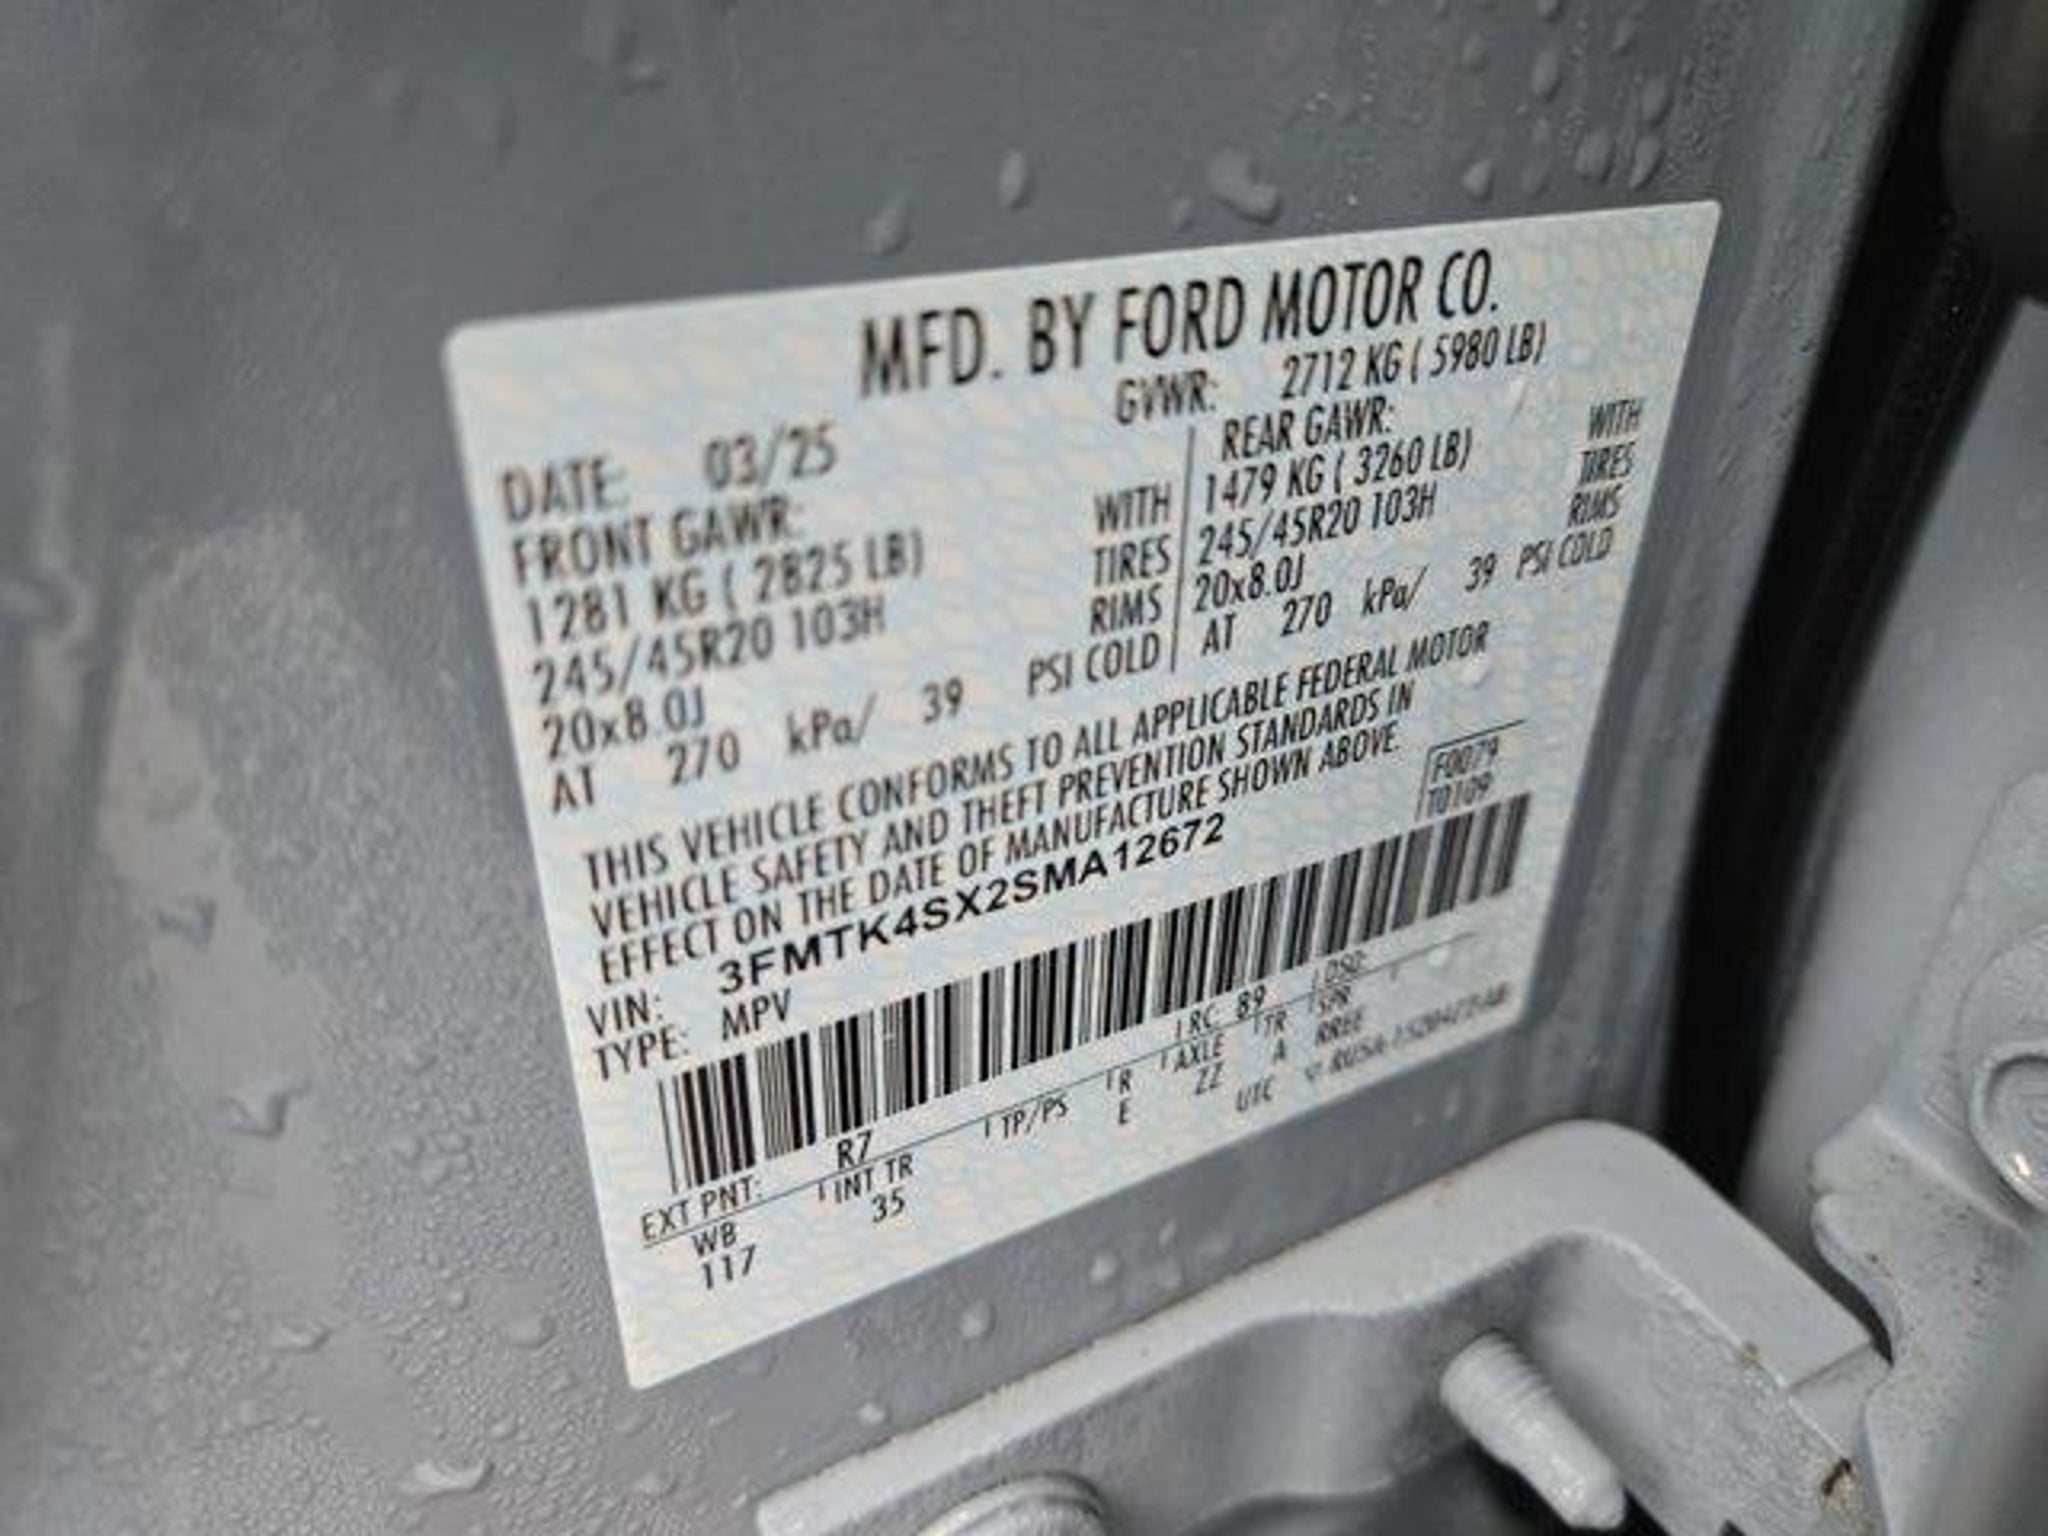 MFD. BY FORD MOTOR CO.
DATE: 03/25
GVWR: 2712 KG ( 5980 LB)
FRONT GAWR:
1281 KG ( 2825 LB) WITH
245/45R20 103H TIRES
20x8.0J RIMS
AT 270 kPa/ 39 PSI COLD
REAR GAWR: WITH
1479 KG ( 3260 LB) TIRES
245/45R20 103H RIMS
20x8.0J
AT 270 kPa/ 39 PSI COLD
THIS VEHICLE CONFORMS TO ALL APPLICABLE FEDERAL MOTOR
VEHICLE SAFETY AND THEFT PREVENTION STANDARDS IN
EFFECT ON THE DATE OF MANUFACTURE SHOWN ABOVE.
VIN: 3FMTK4SX2SMA12672
TYPE: MPV
F0079
T0109
EXT PNT: R7 RC: 89 DSO:
WB INT TR TP/PS R AXLE TR SPR
117 35 E ZZ A RREE
UTC